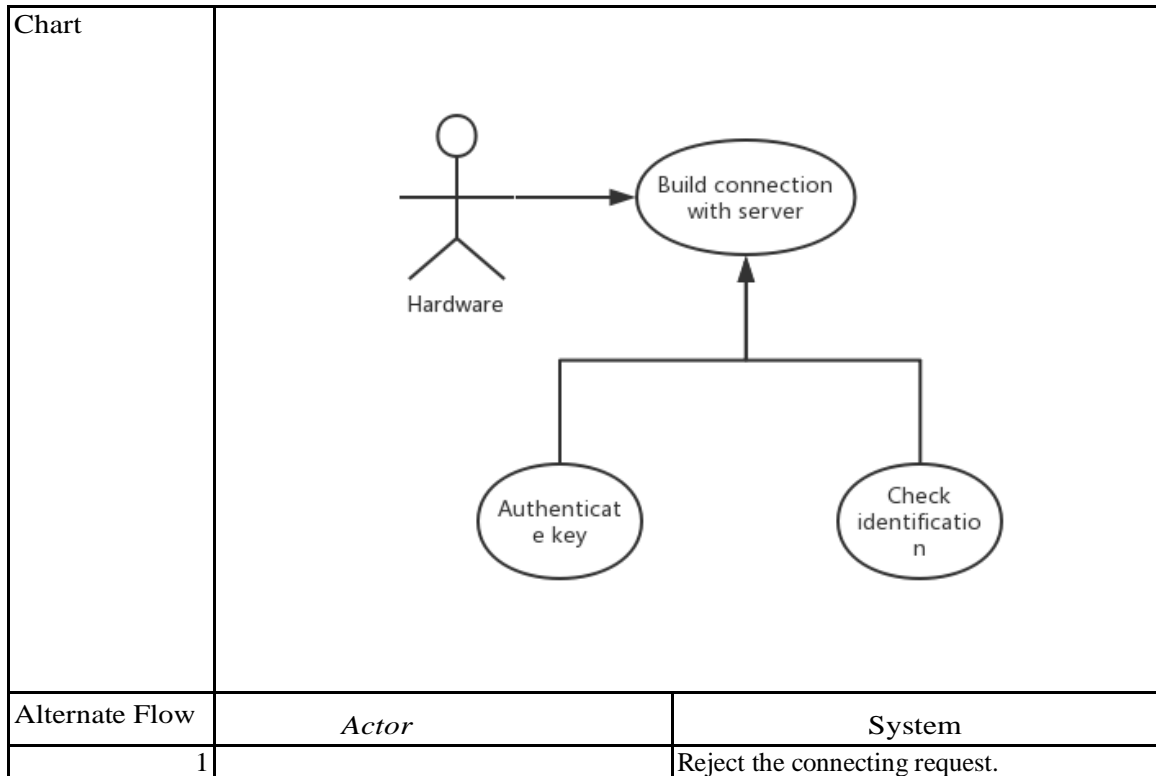 Chart
Build connection
with server
Hardware
Authenticat
e key
Check
identificatio
n
Alternate Flow
Actor
System
1
Reject the connecting request.